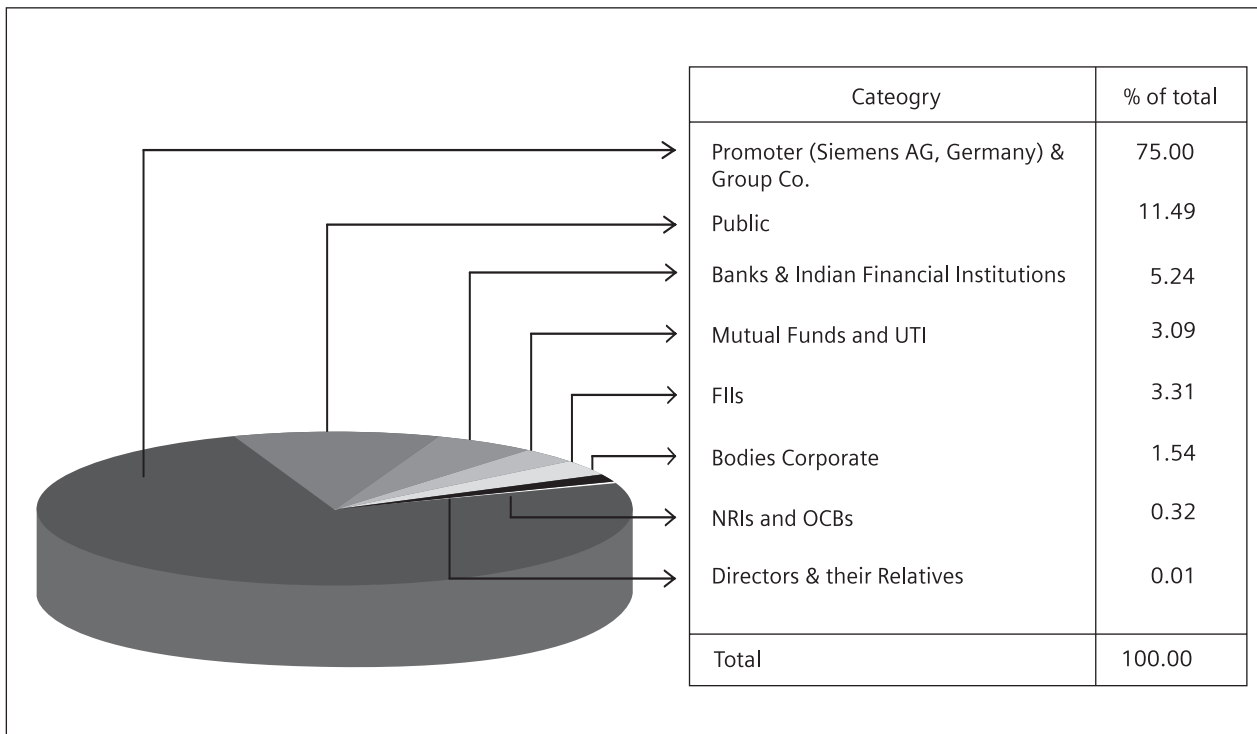 Cateogry % of total
Promoter (Siemens AG, Germany) & 75.00
Group Co.
Public 11.49
Banks & Indian Financial Institutions 5.24
Mutual Funds and UTI 3.09
FIIs 3.31
Bodies Corporate 1.54
NRIs and OCBs 0.32
Directors & their Relatives 0.01
Total 100.00